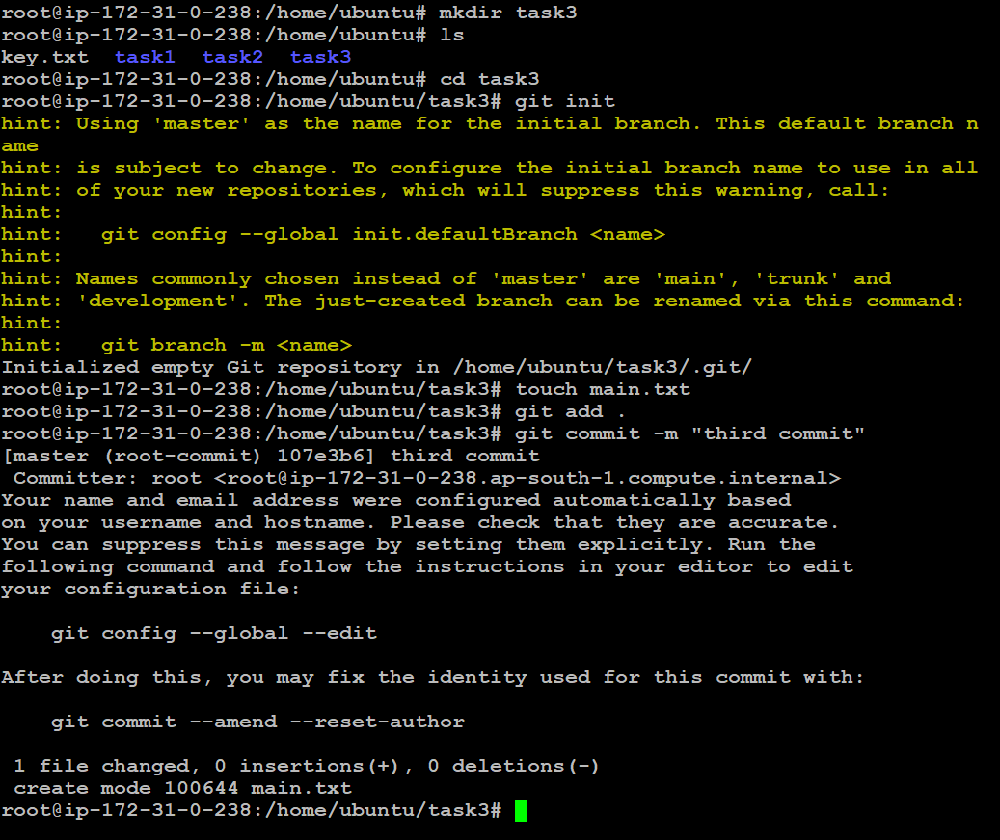 root@ip-172-31-0-238:/home/ubuntu# mkdir task3
root@ip-172-31-0-238:/home/ubuntu# ls
key.txt  task1  task2  task3
root@ip-172-31-0-238:/home/ubuntu# cd task3
root@ip-172-31-0-238:/home/ubuntu/task3# git init
hint: Using 'master' as the name for the initial branch. This default branch n
ame
hint: is subject to change. To configure the initial branch name to use in all
hint: of your new repositories, which will suppress this warning, call:
hint:
hint:   git config --global init.defaultBranch <name>
hint:
hint: Names commonly chosen instead of 'master' are 'main', 'trunk' and
hint: 'development'. The just-created branch can be renamed via this command:
hint:
hint:   git branch -m <name>
Initialized empty Git repository in /home/ubuntu/task3/.git/
root@ip-172-31-0-238:/home/ubuntu/task3# touch main.txt
root@ip-172-31-0-238:/home/ubuntu/task3# git add .
root@ip-172-31-0-238:/home/ubuntu/task3# git commit -m "third commit"
[master (root-commit) 107e3b6] third commit
 Committer: root <root@ip-172-31-0-238.ap-south-1.compute.internal>
Your name and email address were configured automatically based
on your username and hostname. Please check that they are accurate.
You can suppress this message by setting them explicitly. Run the
following command and follow the instructions in your editor to edit
your configuration file:

    git config --global --edit

After doing this, you may fix the identity used for this commit with:

    git commit --amend --reset-author

 1 file changed, 0 insertions(+), 0 deletions(-)
 create mode 100644 main.txt
root@ip-172-31-0-238:/home/ubuntu/task3#